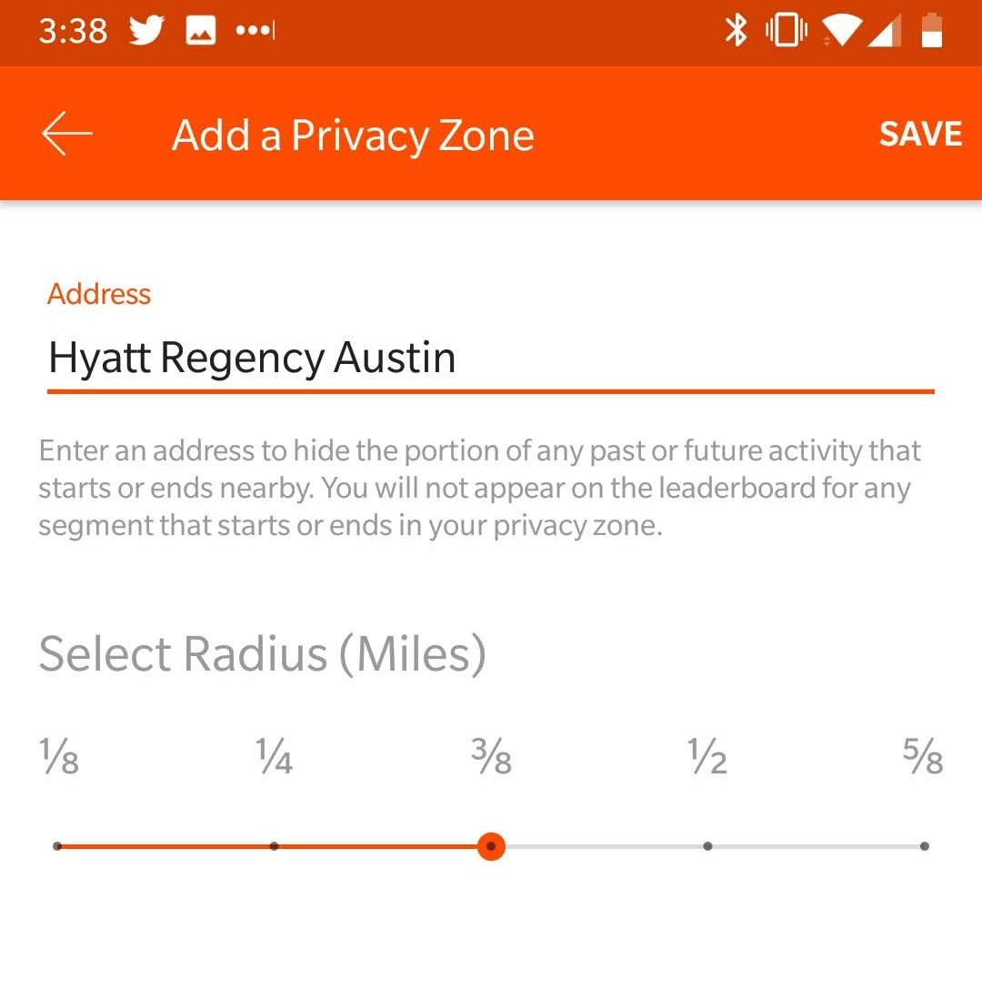 3:38
Add a Privacy Zone SAVE
Address
Hyatt Regency Austin
Enter an address to hide the portion of any past or future activity that
starts or ends nearby. You will not appear on the leaderboard for any
segment that starts or ends in your privacy zone.
Select Radius (Miles)
⅛ ¼ ⅜ ½ ⅝